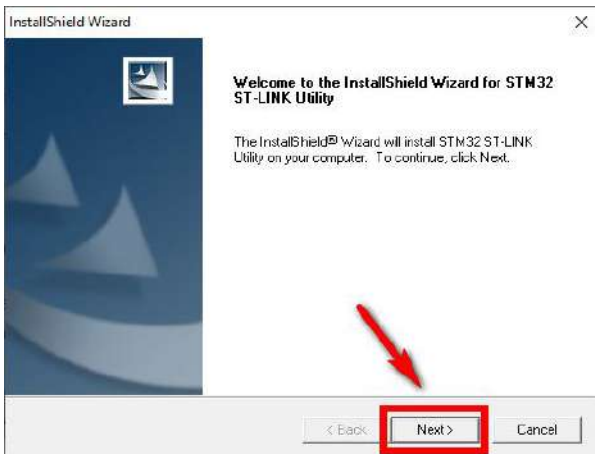 InstallShield Wizard
Welcome to the InstallShield Wizard for STM32
ST-LINK Utility
The InstallShield® Wizard will install STM32 ST-LINK
Utility on your computer. To continue, click Next.
< Back
Next >
Cancel